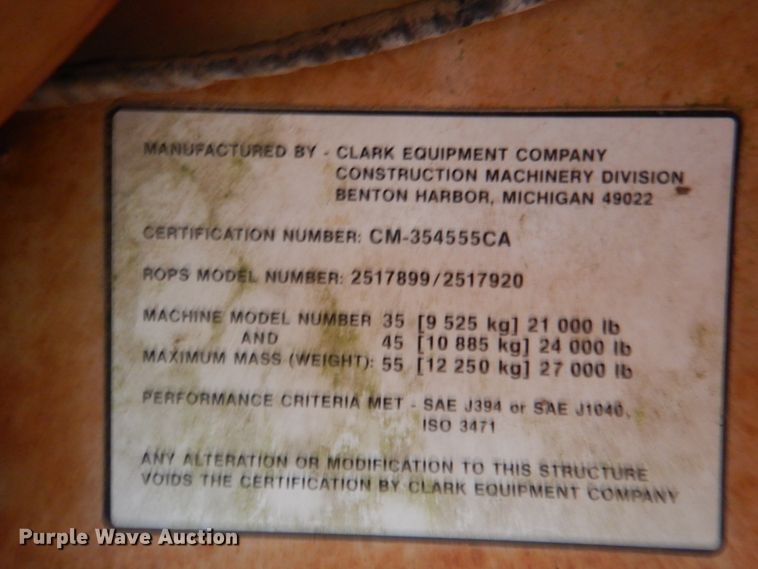 MANUFACTURED BY - CLARK EQUIPMENT COMPANY
CONSTRUCTION MACHINERY DIVISION
BENTON HARBOR, MICHIGAN 49022
CERTIFICATION NUMBER: CM-354555CA
ROPS MODEL NUMBER: 2517899/2517920
MACHINE MODEL NUMBER 35 [9 525 kg] 21 000 lb
AND 45 [10 885 kg] 24 000 lb
MAXIMUM MASS (WEIGHT): 55 [12 250 kg] 27 000 lb
PERFORMANCE CRITERIA MET - SAE J394 or SAE J1040,
ISO 3471
ANY ALTERATION OR MODIFICATION TO THIS STRUCTURE
VOIDS THE CERTIFICATION BY CLARK EQUIPMENT COMPANY
Purple Wave Auction